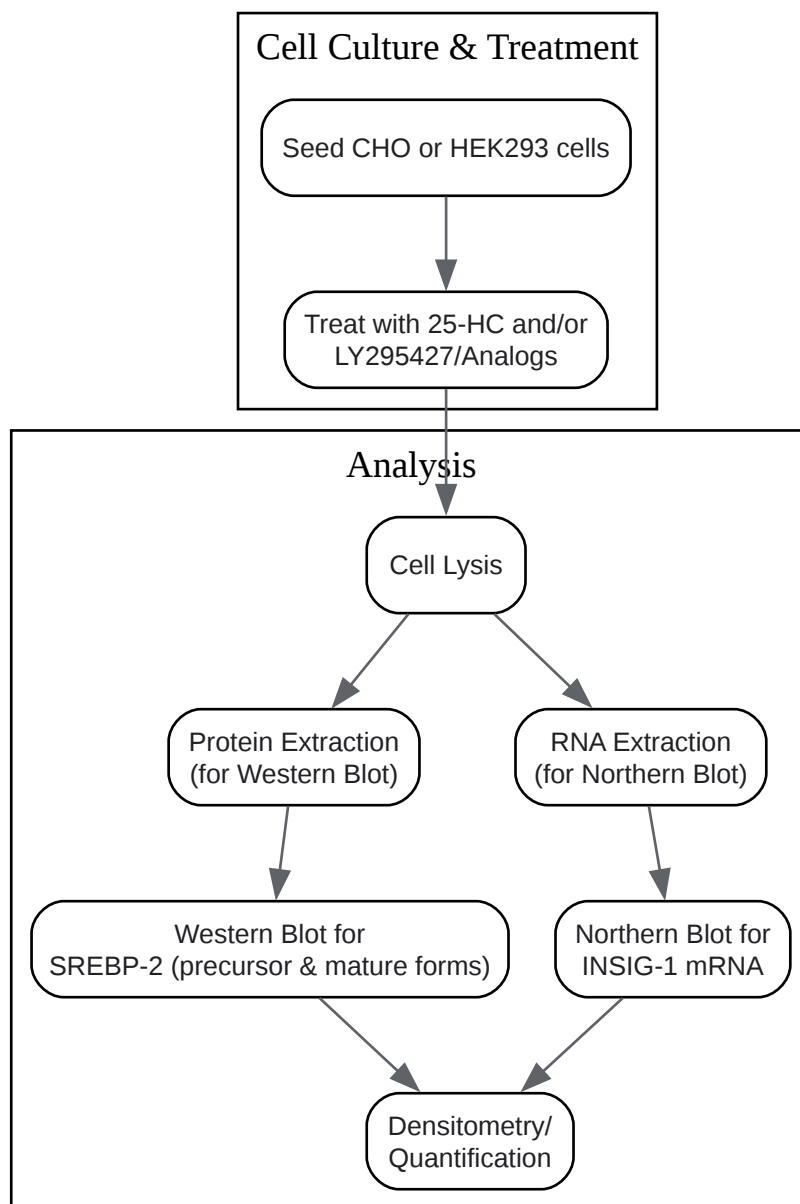 Cell Culture & Treatment
Seed CHO or HEK293 cells
Treat with 25-HC and/or
LY295427/Analogs
Analysis
Cell Lysis
Protein Extraction
(for Western Blot)
RNA Extraction
(for Northern Blot)
Western Blot for
SREBP-2 (precursor & mature forms)
Northern Blot for
INSIG-1 mRNA
Densitometry/
Quantification